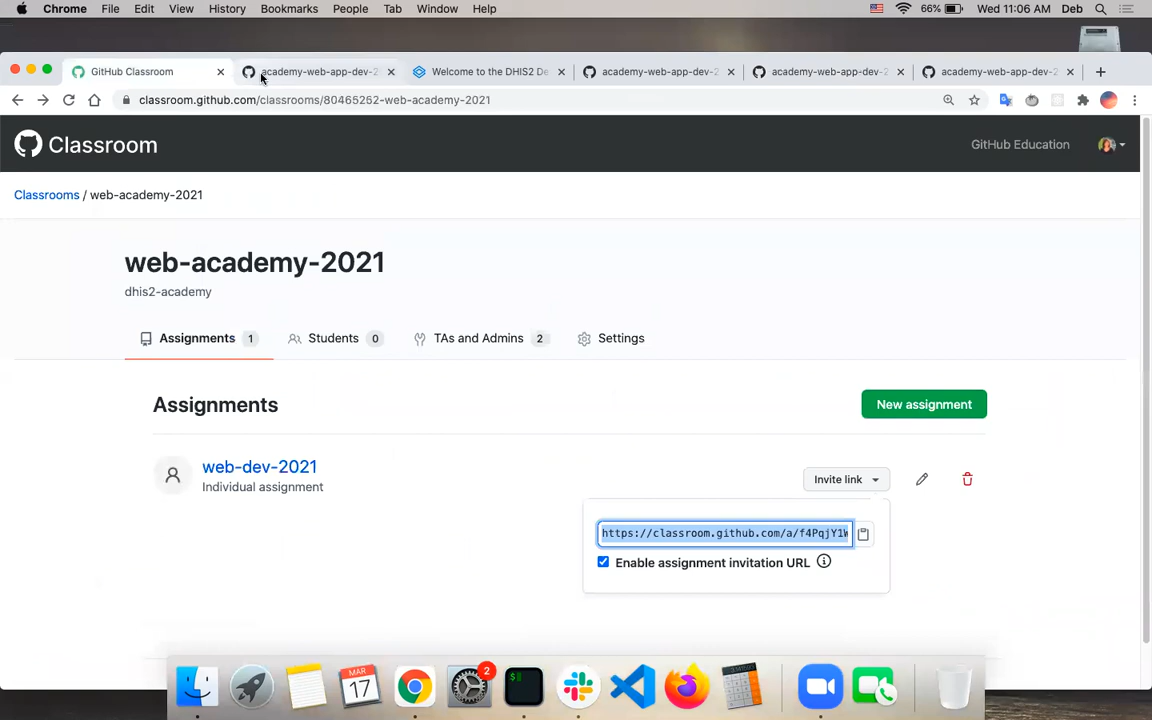 Chrome File Edit View History Bookmarks People Tab Window Help 66% Wed 11:06 AM Deb
GitHub Classroom academy-web-app-dev-2 Welcome to the DHIS2 De academy-web-app-dev-2 academy-web-app-dev-2 academy-web-app-dev-2
classroom.github.com/classrooms/80465252-web-academy-2021
Classroom GitHub Education
Classrooms / web-academy-2021
web-academy-2021
dhis2-academy
Assignments 1 Students 0 TAs and Admins 2 Settings
Assignments New assignment
web-dev-2021 Invite link
Individual assignment
https://classroom.github.com/a/f4PqjY1W
Enable assignment invitation URL
MAR 2
17